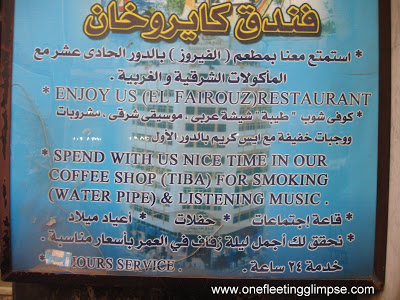 فندق كايروخان
* استمتع معنا بمطعم ( الفيروز ) بالدور الحادى عشر مع
المأكولات الشرقية و الغربية .
* ENJOY US (EL FAIROUZ)RESTAURANT
* كوفى شوب " طيبة " شيشة عربى . موسيقى شرقى . مشروبات
ووجبات خفيفة مع ايس كريم بالدور الأول
* SPEND WITH US NICE TIME IN OUR
COFFEE SHOP (TIBA) FOR SMOKING
(WATER PIPE) & LISTENING MUSIC .
* قاعة اجتماعات * حفلات * أعياد ميلاد
* نحقق لك أجمل ليلة زفاف في العمر بأسعار مناسبة .
خدمة ٢٤ ساعة .
HOURS SERVICE .
www.onefleetingglimpse.com